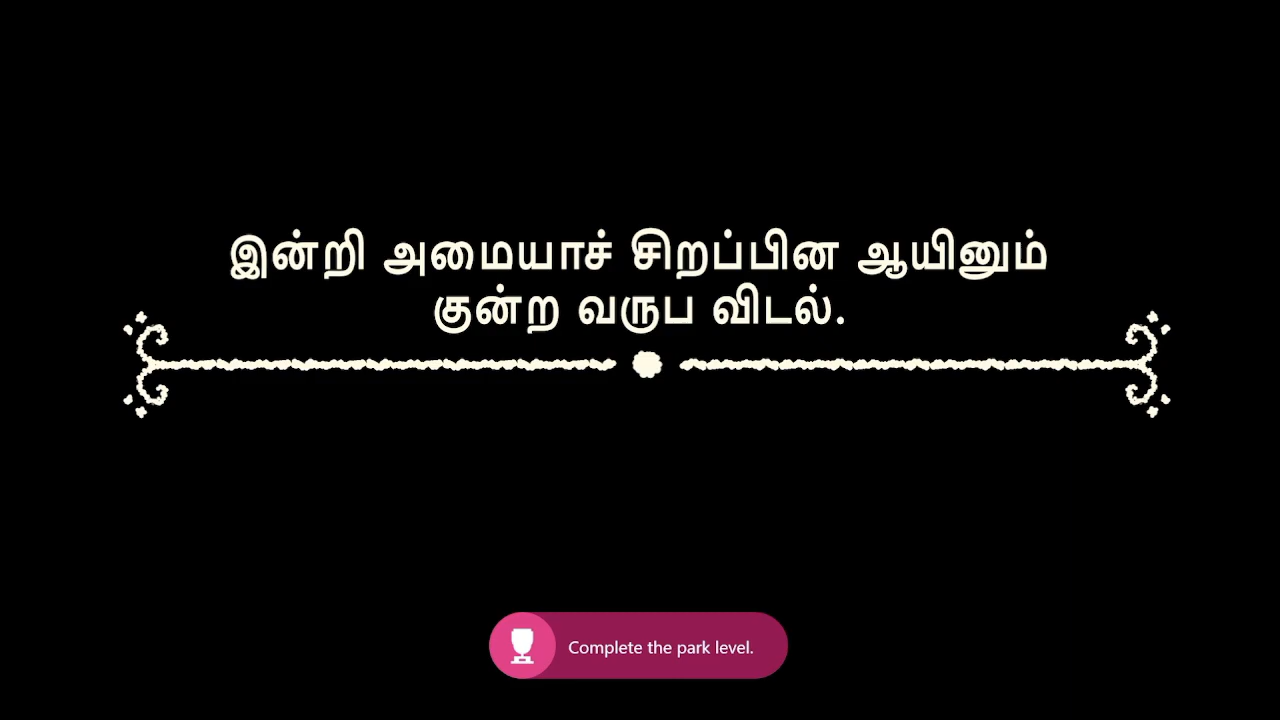 இன்றி அமையாச் சிறப்பின ஆயினும்
குன்ற வருப விடல்.
Complete the park level.